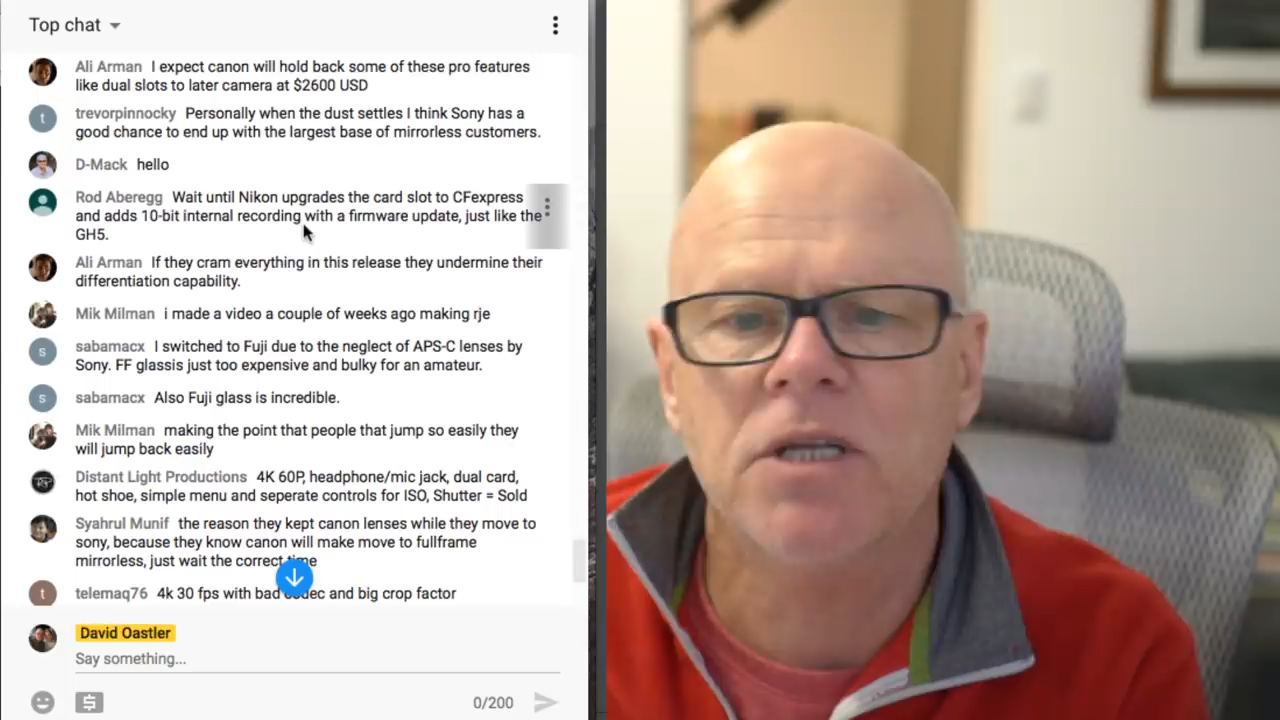 Top chat
Ali Arman I expect canon will hold back some of these pro features
like dual slots to later camera at $2600 USD
t trevorpinnocky Personally when the dust settles I think Sony has a
good chance to end up with the largest base of mirrorless customers.
D-Mack hello
Rod Aberegg Wait until Nikon upgrades the card slot to CFexpress
and adds 10-bit internal recording with a firmware update, just like the
GH5.
Ali Arman If they cram everything in this release they undermine their
differentiation capability.
Mik Milman i made a video a couple of weeks ago making rje
s sabamacx I switched to Fuji due to the neglect of APS-C lenses by
Sony. FF glassis just too expensive and bulky for an amateur.
s sabamacx Also Fuji glass is incredible.
Mik Milman making the point that people that jump so easily they
will jump back easily
Distant Light Productions 4K 60P, headphone/mic jack, dual card,
hot shoe, simple menu and seperate controls for ISO, Shutter = Sold
Syahrul Munif the reason they kept canon lenses while they move to
sony, because they know canon will make move to fullframe
mirrorless, just wait the correct time
t telemaq76 4k 30 fps with bad codec and big crop factor
David Oastler
Say something...
0/200